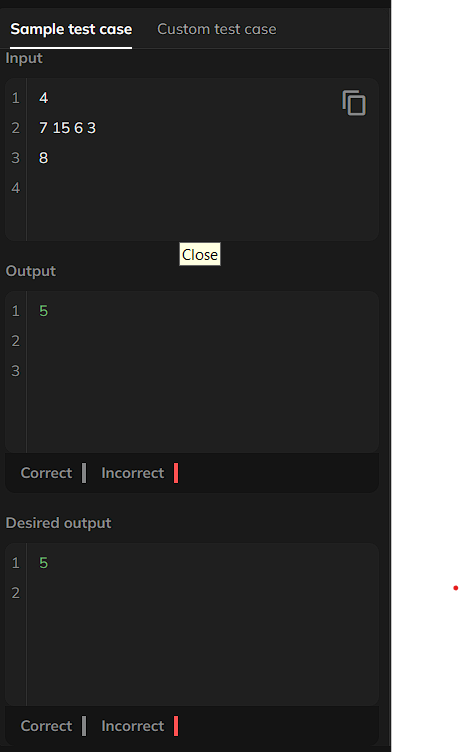 Sample test case Custom test case
Input
1 4
2 7 15 6 3
3 8
4
Close
Output
1 5
2
3
Correct Incorrect
Desired output
1 5
2
Correct Incorrect